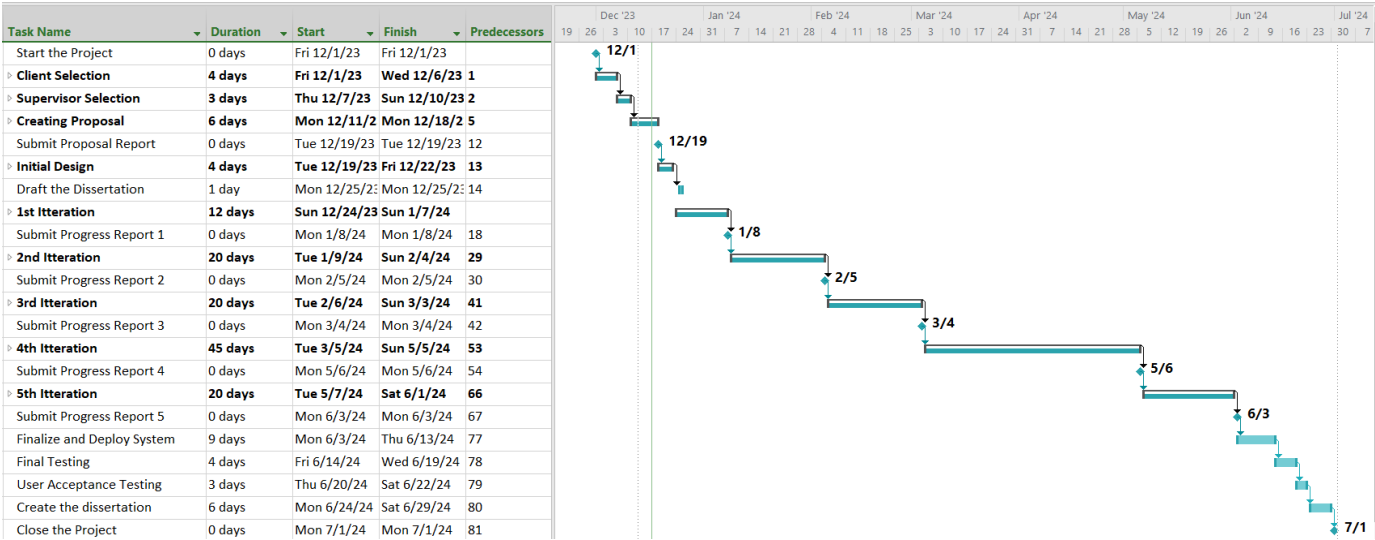 Dec '23 Jan '24 Feb '24 Mar '24 Apr '24 May '24 Jun '24 Jul '24
Task Name Duration Start Finish Predecessors 19 26 3 10 17 24 31 7 14 21 28 4 11 18 25 3 10 17 24 31 7 14 21 28 5 12 19 26 2 9 16 23 30 7
Start the Project 0 days Fri 12/1/23 Fri 12/1/23 12/1
Client Selection 4 days Fri 12/1/23 Wed 12/6/23 1
Supervisor Selection 3 days Thu 12/7/23 Sun 12/10/23 2
Creating Proposal 6 days Mon 12/11/2 Mon 12/18/2 5
Submit Proposal Report 0 days Tue 12/19/23 Tue 12/19/23 12 12/19
Initial Design 4 days Tue 12/19/23 Fri 12/22/23 13
Draft the Dissertation 1 day Mon 12/25/23 Mon 12/25/23 14
1st Itteration 12 days Sun 12/24/23 Sun 1/7/24
Submit Progress Report 1 0 days Mon 1/8/24 Mon 1/8/24 18 1/8
2nd Itteration 20 days Tue 1/9/24 Sun 2/4/24 29
Submit Progress Report 2 0 days Mon 2/5/24 Mon 2/5/24 30 2/5
3rd Itteration 20 days Tue 2/6/24 Sun 3/3/24 41
Submit Progress Report 3 0 days Mon 3/4/24 Mon 3/4/24 42 3/4
4th Itteration 45 days Tue 3/5/24 Sun 5/5/24 53
Submit Progress Report 4 0 days Mon 5/6/24 Mon 5/6/24 54 5/6
5th Itteration 20 days Tue 5/7/24 Sat 6/1/24 66
Submit Progress Report 5 0 days Mon 6/3/24 Mon 6/3/24 67 6/3
Finalize and Deploy System 9 days Mon 6/3/24 Thu 6/13/24 77
Final Testing 4 days Fri 6/14/24 Wed 6/19/24 78
User Acceptance Testing 3 days Thu 6/20/24 Sat 6/22/24 79
Create the dissertation 6 days Mon 6/24/24 Sat 6/29/24 80
Close the Project 0 days Mon 7/1/24 Mon 7/1/24 81 7/1